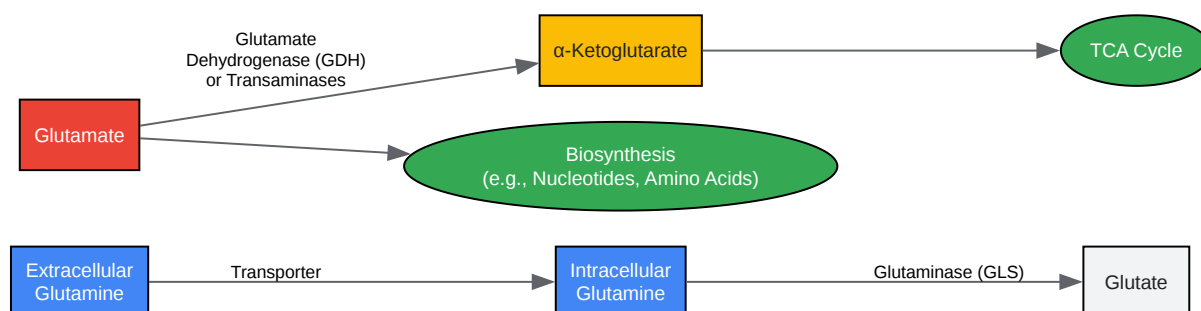 Glutamate
Dehydrogenase (GDH)
or Transaminases
α-Ketoglutarate
TCA Cycle
Glutamate
Biosynthesis
(e.g., Nucleotides, Amino Acids)
Extracellular
Glutamine
Transporter
Intracellular
Glutamine
Glutaminase (GLS)
Glutate